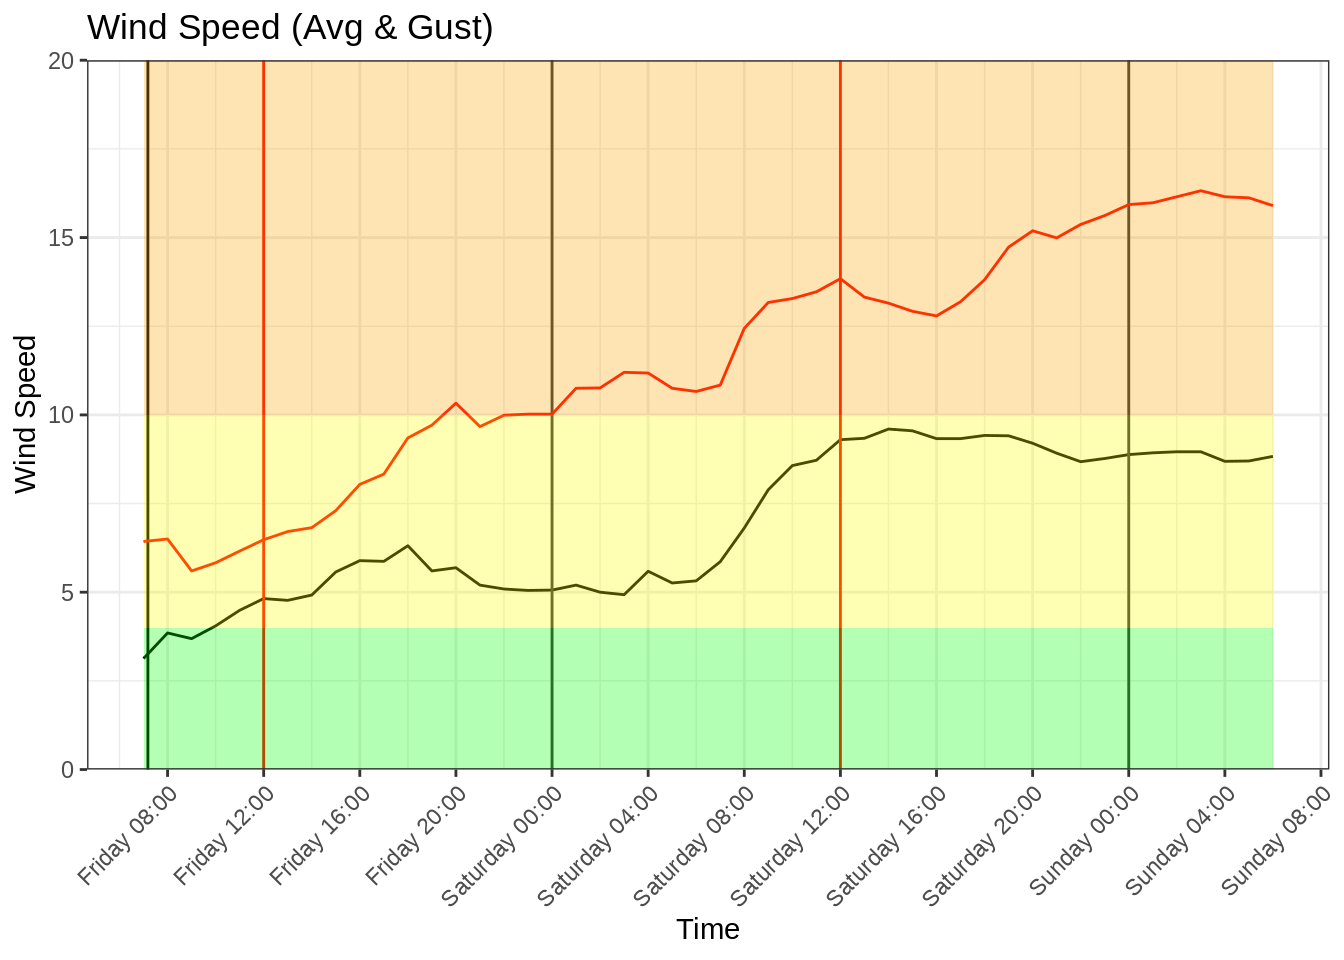 Wind Speed (Avg & Gust)
20
15
10
5
0
Wind Speed
Friday 08:00
Friday 12:00
Friday 16:00
Friday 20:00
Saturday 00:00
Saturday 04:00
Saturday 08:00
Saturday 12:00
Saturday 16:00
Saturday 20:00
Sunday 00:00
Sunday 04:00
Sunday 08:00
Time